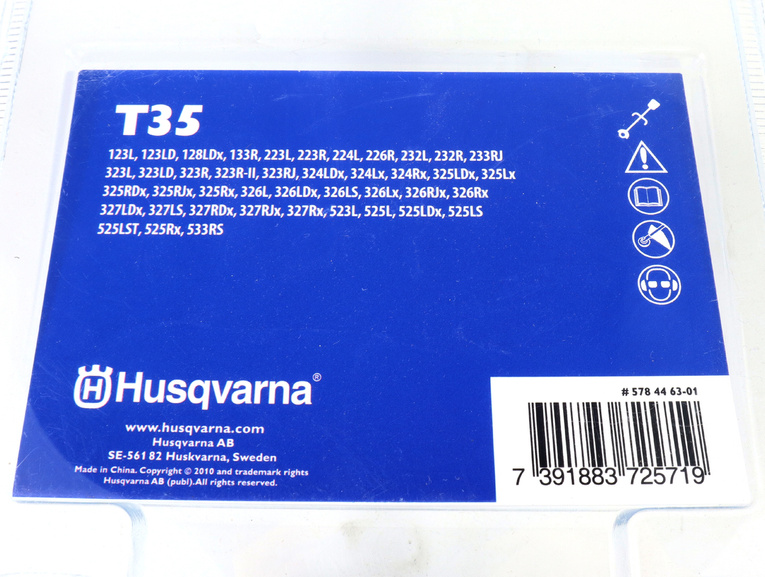 T35
123L, 123LD, 128LDx, 133R, 223L, 223R, 224L, 226R, 232L, 232R, 233RJ
323L, 323LD, 323R, 323R-II, 323RJ, 324LDx, 324Lx, 324Rx, 325LDx, 325Lx
325RDx, 325RJx, 325Rx, 326L, 326LDx, 326LS, 326Lx, 326RJx, 326Rx
327LDx, 327LS, 327RDx, 327RJx, 327Rx, 523L, 525L, 525LDx, 525LS
525LST, 525Rx, 533RS
H Husqvarna®
www.husqvarna.com
Husqvarna AB
SE-561 82 Huskvarna, Sweden
Made in China. Copyright © 2010 and trademark rights
Husqvarna AB (publ).All rights reserved.
# 578 44 63-01
7 391883 725719